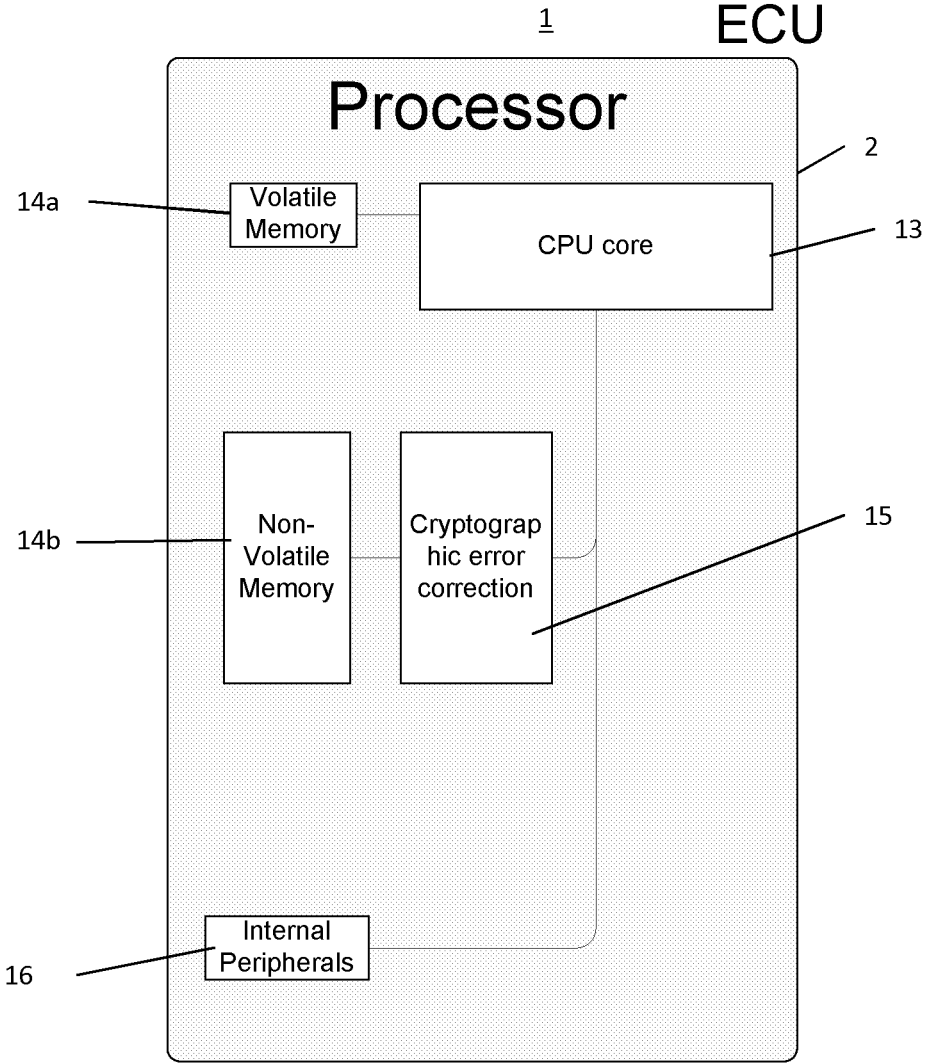 1
ECU
Processor
2
14a
Volatile
Memory
CPU core
13
14b
Non-
Volatile
Memory
Cryptograp
hic error
correction
15
Internal
Peripherals
16